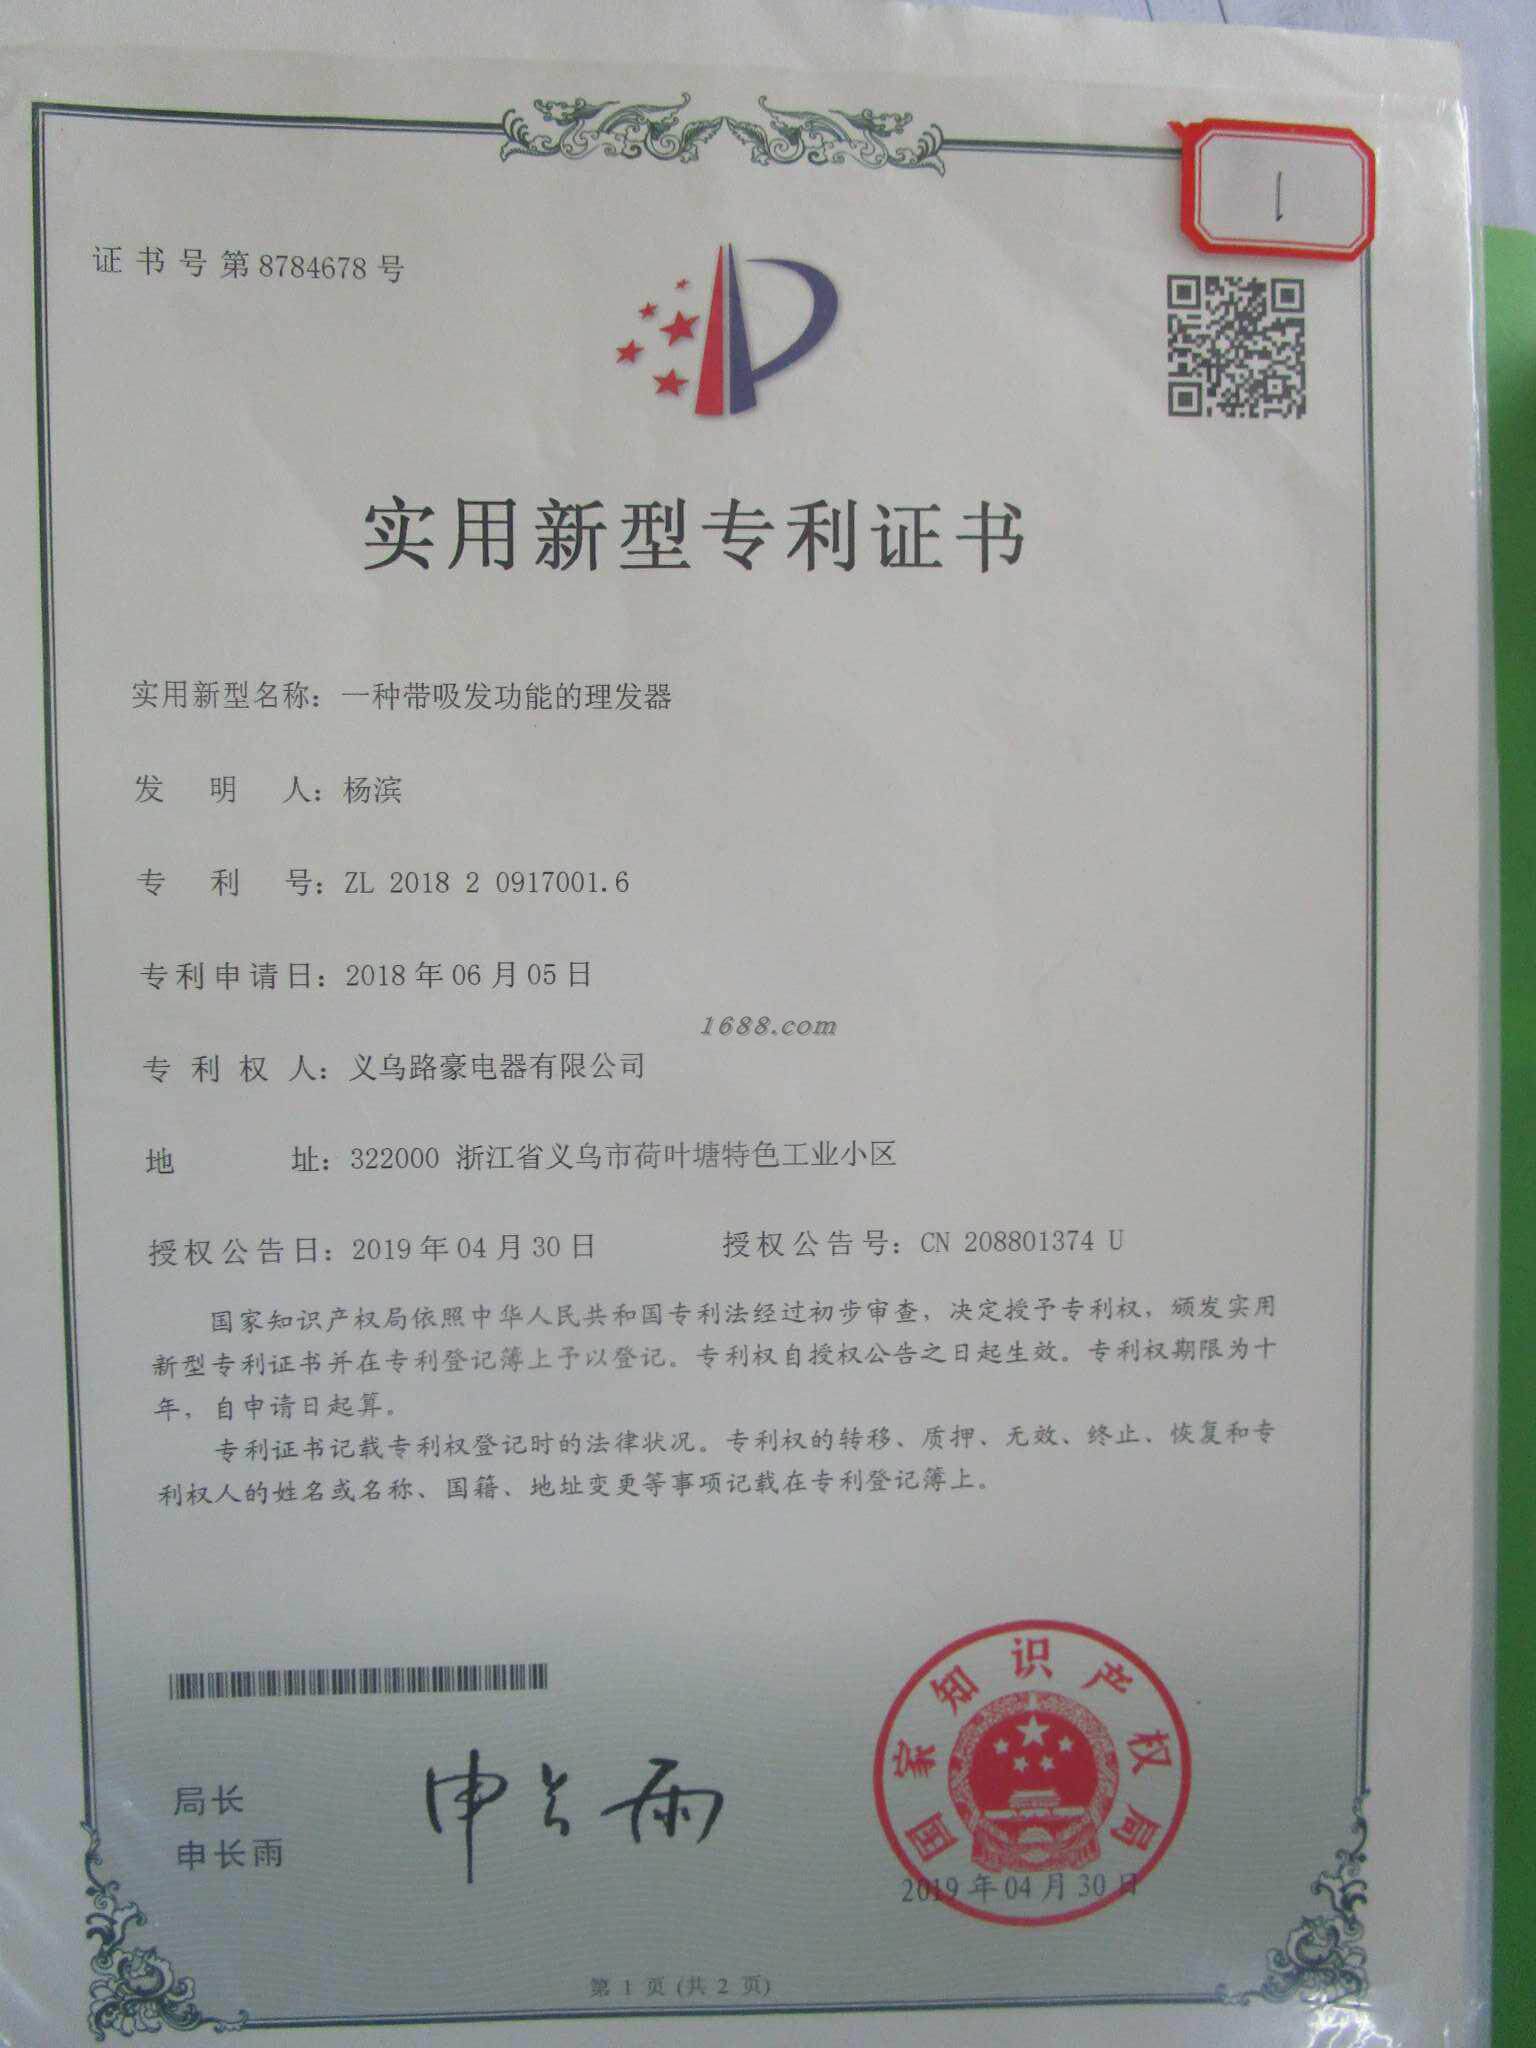 1
证书号第8784678号
实用新型专利证书
实用新型名称：一种带吸发功能的理发器
发明人：杨滨
专利号：ZL 2018 2 0917001.6
专利申请日：2018年06月05日
1688.com
专利权人：义乌路豪电器有限公司
地址：322000 浙江省义乌市荷叶塘特色工业小区
授权公告日：2019年04月30日 授权公告号：CN 208801374 U
国家知识产权局依照中华人民共和国专利法经过初步审查，决定授予专利权，颁发实用
新型专利证书并在专利登记簿上予以登记。专利权自授权公告之日起生效。专利权期限为十
年，自申请日起算。
专利证书记载专利权登记时的法律状况。专利权的转移、质押、无效、终止、恢复和专
利权人的姓名或名称、国籍、地址变更等事项记载在专利登记簿上。
局长
申长雨
申长雨
国家知识产权局
2019年04月30日
第 1 页 (共 2 页)